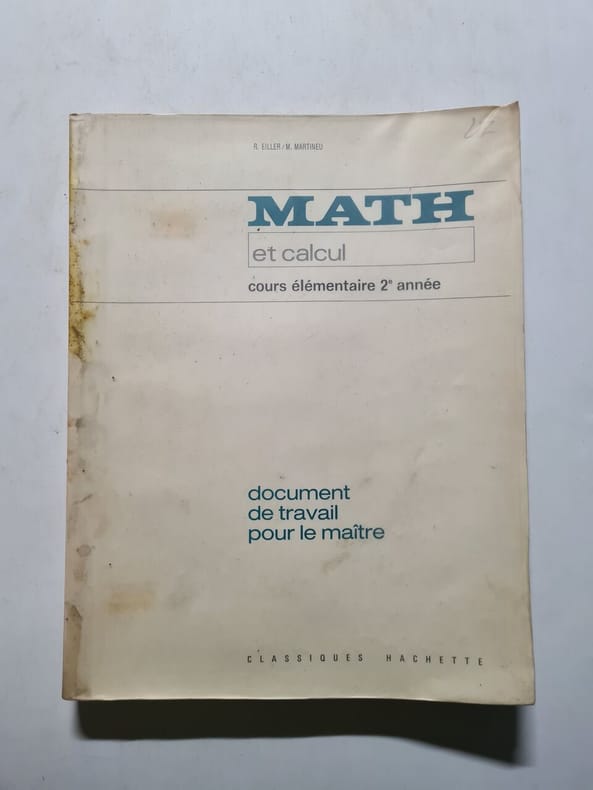 R. EILLER / M. MARTINEU
MATH
et calcul
cours élémentaire 2e année
document
de travail
pour le maître
CLASSIQUES HACHETTE